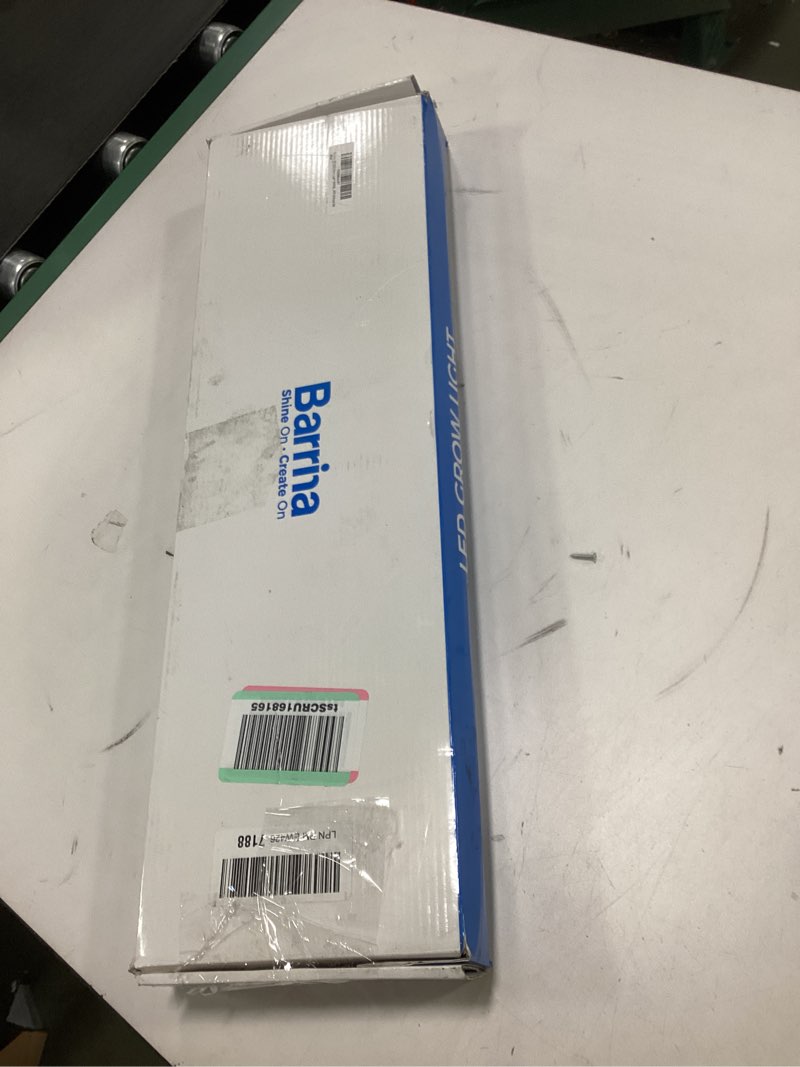 Barrina
Shine On · Create On
LED GROW LIGHT
tsSCRU168165
LPN 7188